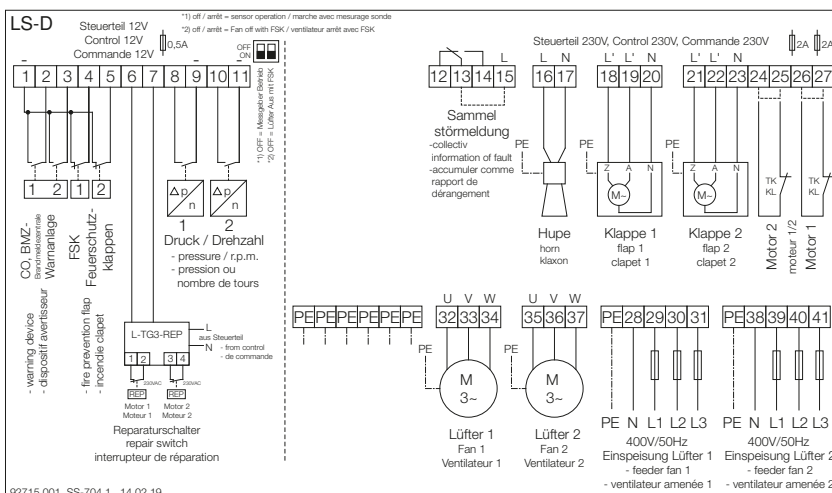 LS-D
Steuerteil 12V
Control 12V
Commande 12V
0,5A
*1) off / arrêt = sensor operation / marche avec mesurage sonde
*2) off / arrêt = Fan off with FSK / ventilateur arrêt avec FSK
OFF
ON
*1) OFF = Messgeber Betrieb
*2) OFF = Lüfter Aus mit FSK
1 2 3 4 5 6 7 8 9 10 11
1 2 1 2
CO, BMZ-
Brandmeldezentrale
Warnanlage
FSK
Feuerschutz-
klappen
- warning device
- dispositif avertisseur
- fire prevention flap
- incendie clapet
Δp n
Δp n
1 2
Druck / Drehzahl
- pressure / r.p.m.
- pression ou
nombre de tours
L-TG3-REP
L
aus Steuerteil
N - from control
- de commande
1 2 3 4
230VAC 230VAC
REP REP
Motor 1 Motor 2
Moteur 1 Moteur 2
Reparaturschalter
repair switch
interrupteur de réparation
92715.001 SS-704.1 14.02.19
Steuerteil 230V, Control 230V, Commande 230V
2A 2A
L L N L' L' N L' L' N
12 13 14 15 16 17 18 19 20 21 22 23 24 25 26 27
Sammel
störmeldung
-collectiv
information of fault
-accumuler comme
rapport de
dérangement
PE
Hupe
horn
klaxon
PE
Z A N
M~
Klappe 1
flap 1
clapet 1
PE
Z A N
M~
Klappe 2
flap 2
clapet 2
TK
KL
TK
KL
Motor 2
moteur 1/2
Motor 1
PE PE PE PE PE PE
U V W
32 33 34
PE
M
3~
Lüfter 1
Fan 1
Ventilateur 1
U V W
35 36 37
PE
M
3~
Lüfter 2
Fan 2
Ventilateur 2
PE 28 29 30 31
PE N L1 L2 L3
400V/50Hz
Einspeisung Lüfter 1
- feeder fan 1
- ventilateur amenée 1
PE 38 39 40 41
PE N L1 L2 L3
400V/50Hz
Einspeisung Lüfter 2
- feeder fan 2
- ventilateur amenée 2